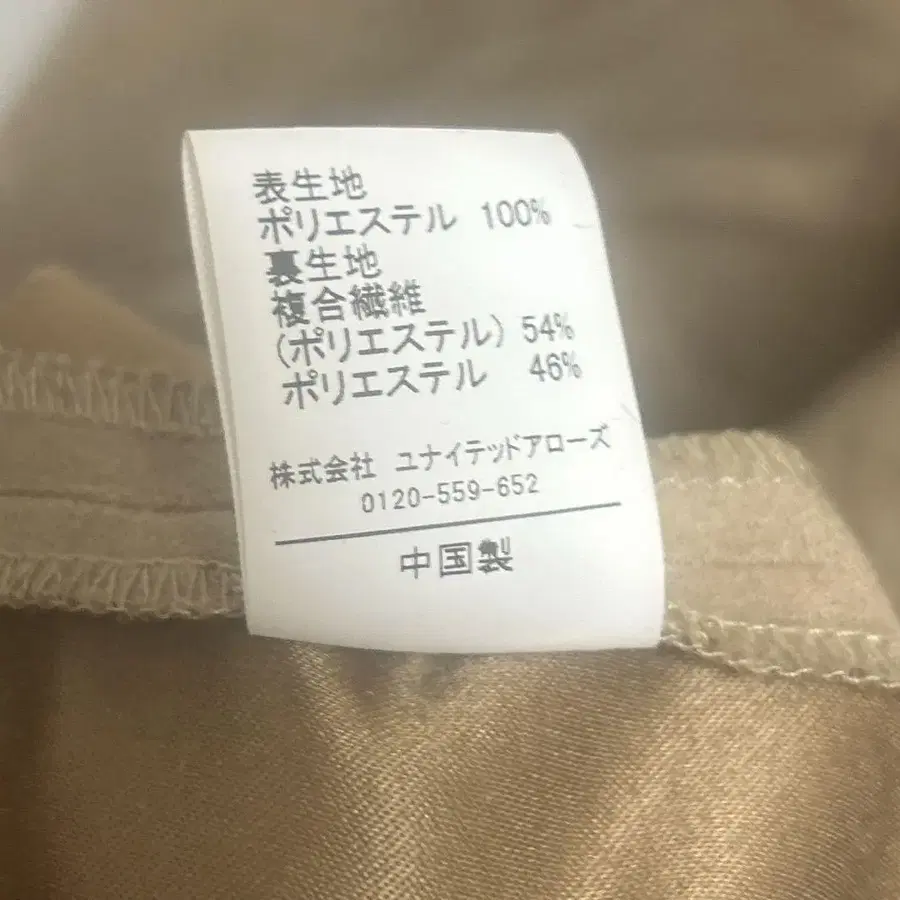 表生地
ポリエステル 100%
裏生地
複合繊維
(ポリエステル) 54%
ポリエステル 46%
株式会社 ユナイテッドアローズ
0120-559-652
中国製